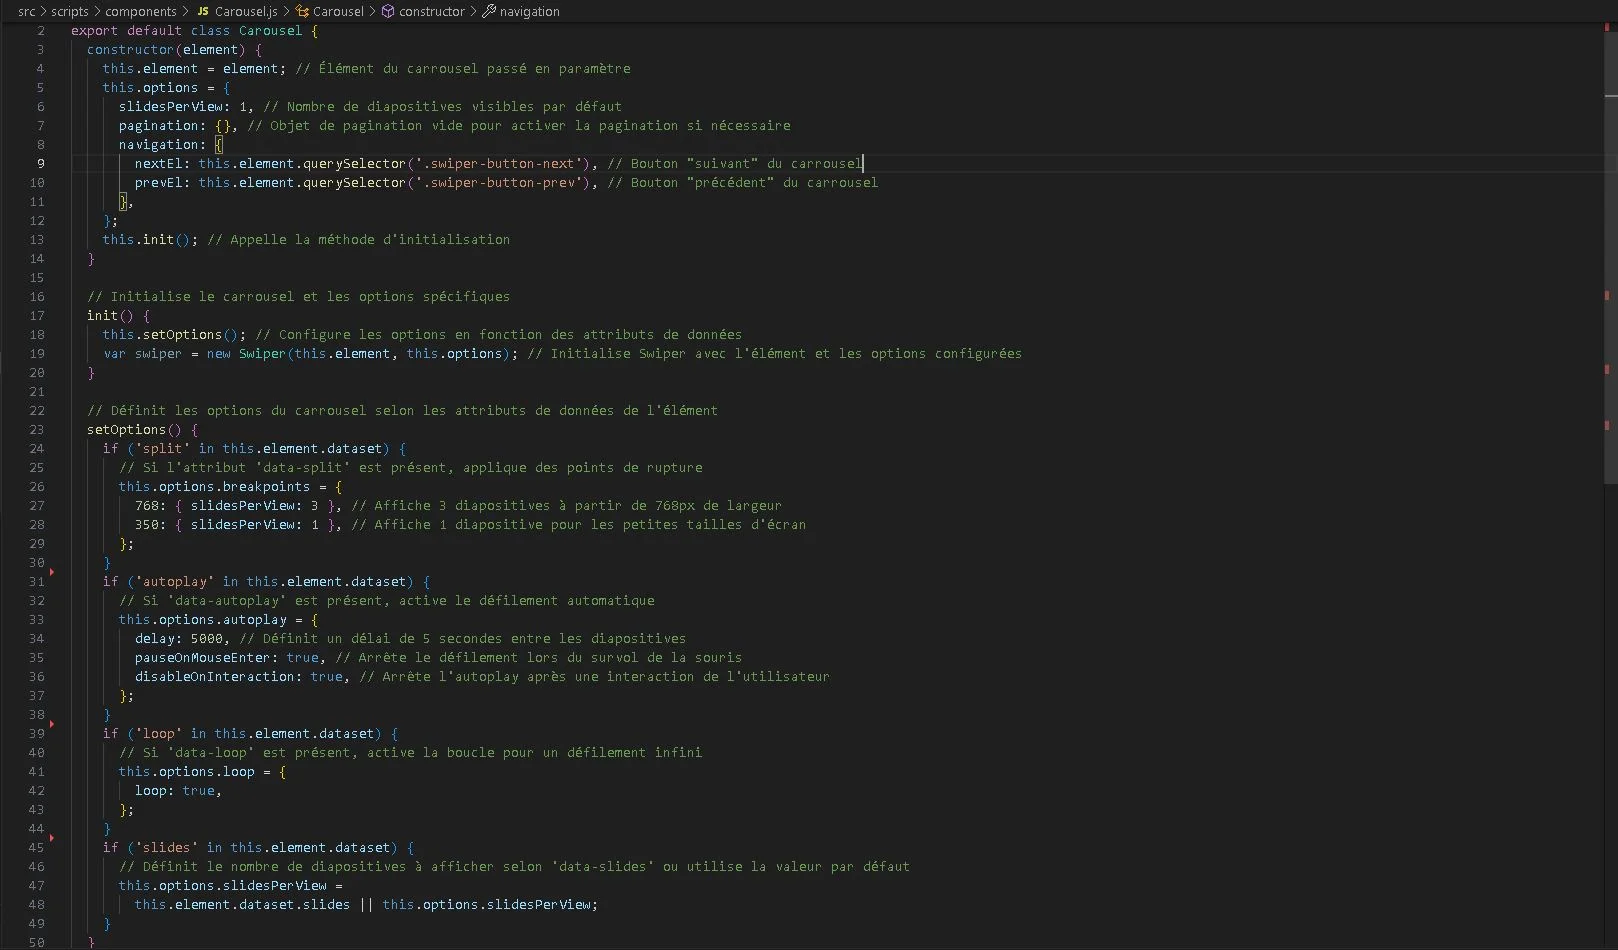 src > scripts > components > JS Carousel.js > Carousel > constructor > navigation
2 export default class Carousel {
3 constructor(element) {
4 this.element = element; // Élément du carrousel passé en paramètre
5 this.options = {
6 slidesPerView: 1, // Nombre de diapositives visibles par défaut
7 pagination: {}, // Objet de pagination vide pour activer la pagination si nécessaire
8 navigation: {
9 nextEl: this.element.querySelector('.swiper-button-next'), // Bouton "suivant" du carrousel
10 prevEl: this.element.querySelector('.swiper-button-prev'), // Bouton "précédent" du carrousel
11 },
12 };
13 this.init(); // Appelle la méthode d'initialisation
14 }
15
16 // Initialise le carrousel et les options spécifiques
17 init() {
18 this.setOptions(); // Configure les options en fonction des attributs de données
19 var swiper = new Swiper(this.element, this.options); // Initialise Swiper avec l'élément et les options configurées
20 }
21
22 // Définit les options du carrousel selon les attributs de données de l'élément
23 setOptions() {
24 if ('split' in this.element.dataset) {
25 // Si l'attribut 'data-split' est présent, applique des points de rupture
26 this.options.breakpoints = {
27 768: { slidesPerView: 3 }, // Affiche 3 diapositives à partir de 768px de largeur
28 350: { slidesPerView: 1 }, // Affiche 1 diapositive pour les petites tailles d'écran
29 };
30 }
31 if ('autoplay' in this.element.dataset) {
32 // Si 'data-autoplay' est présent, active le défilement automatique
33 this.options.autoplay = {
34 delay: 5000, // Définit un délai de 5 secondes entre les diapositives
35 pauseOnMouseEnter: true, // Arrête le défilement lors du survol de la souris
36 disableOnInteraction: true, // Arrête l'autoplay après une interaction de l'utilisateur
37 };
38 }
39 if ('loop' in this.element.dataset) {
40 // Si 'data-loop' est présent, active la boucle pour un défilement infini
41 this.options.loop = {
42 loop: true,
43 };
44 }
45 if ('slides' in this.element.dataset) {
46 // Définit le nombre de diapositives à afficher selon 'data-slides' ou utilise la valeur par défaut
47 this.options.slidesPerView =
48 this.element.dataset.slides || this.options.slidesPerView;
49 }
50 }